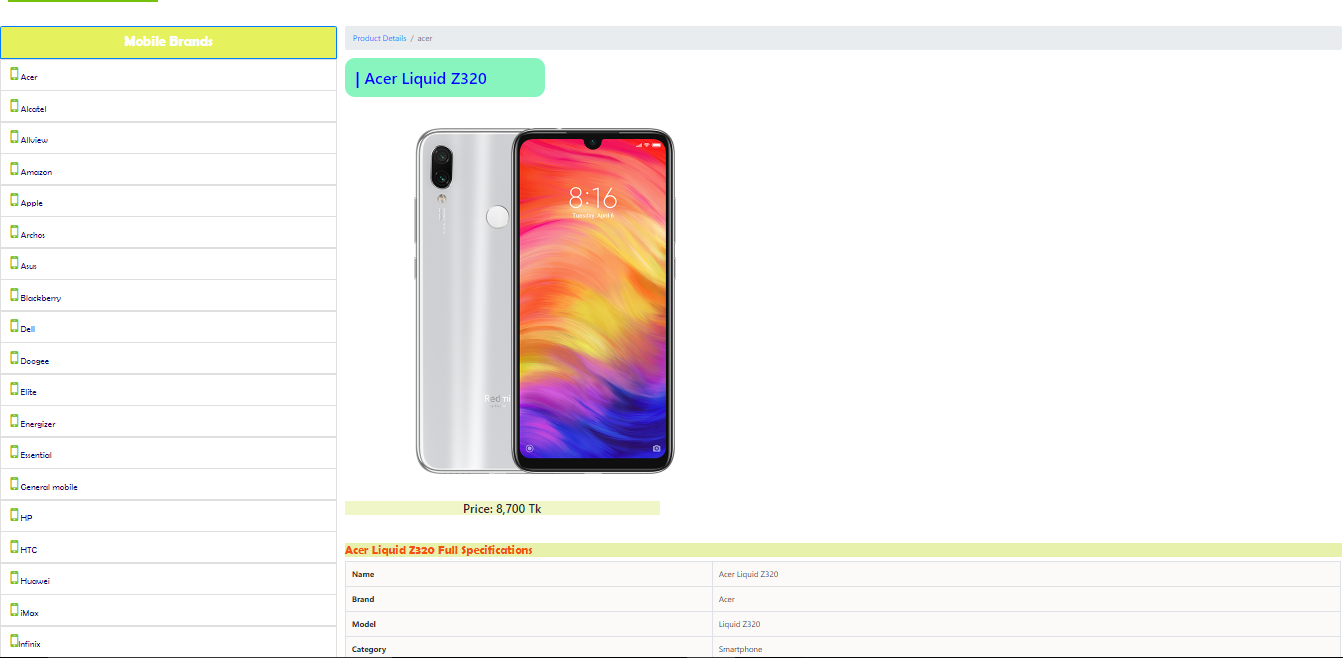 Mobile Brands
Acer
Alcatel
Allview
Amazon
Apple
Archos
Asus
Blackberry
Dell
Doogee
Elite
Energizer
Essential
General mobile
HP
HTC
Huawei
iMax
Infinix
Product Details / acer
| Acer Liquid Z320
8:16
Tuesday, April 6
Redmi
Price: 8,700 Tk
Acer Liquid Z320 Full Specifications
Name Acer Liquid Z320
Brand Acer
Model Liquid Z320
Category Smartphone